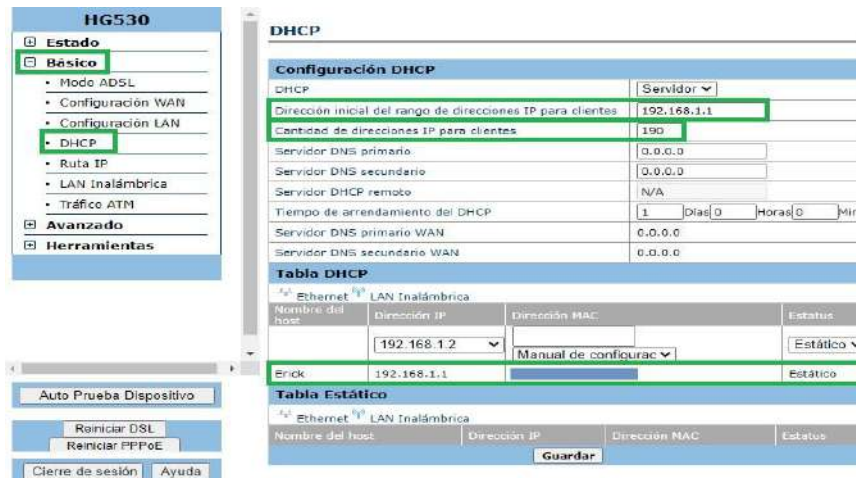 HG530
Estado
Básico
Modo ADSL
Configuración WAN
Configuración LAN
DHCP
Ruta IP
LAN Inalámbrica
Tráfico ATM
Avanzado
Herramientas
Auto Prueba Dispositivo
Reiniciar DSL
Reiniciar PPPoE
Cierre de sesión Ayuda
DHCP
Configuración DHCP
DHCP Servidor
Dirección inicial del rango de direcciones IP para clientes 192.168.1.1
Cantidad de direcciones IP para clientes 190
Servidor DNS primario 0.0.0.0
Servidor DNS secundario 0.0.0.0
Servidor DHCP remoto N/A
Tiempo de arrendamiento del DHCP 1 Días 0 Horas 0 Min
Servidor DNS primario WAN 0.0.0.0
Servidor DNS secundario WAN 0.0.0.0
Tabla DHCP
Ethernet LAN Inalámbrica
Nombre del host Dirección IP Dirección MAC Estatus
192.168.1.2 Manual de configurac Estático
Erick 192.168.1.1 Estático
Tabla Estático
Ethernet LAN Inalámbrica
Nombre del host Dirección IP Dirección MAC Estatus
Guardar